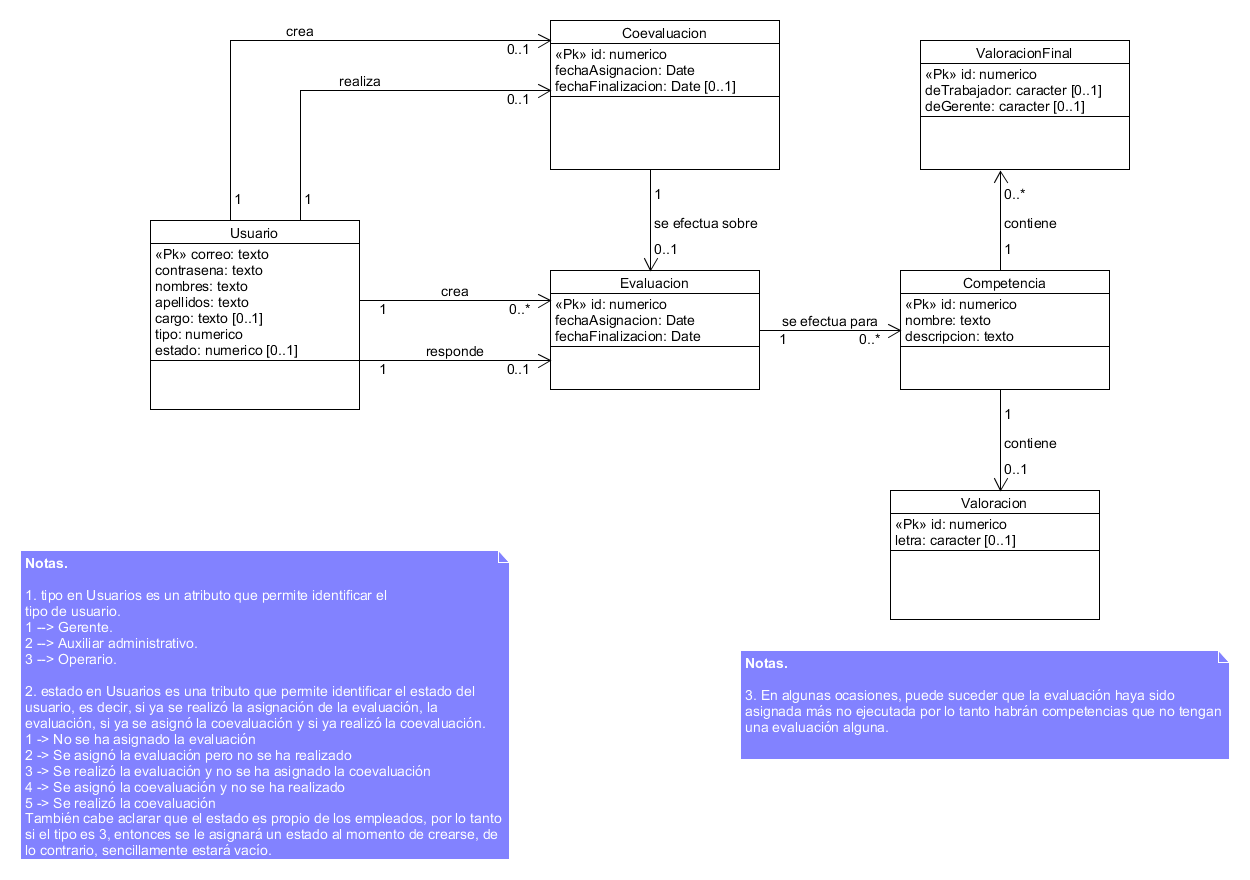 crea
0..1
realiza
0..1
1
1
Coevaluacion
«Pk» id: numerico
fechaAsignacion: Date
fechaFinalizacion: Date [0..1]
ValoracionFinal
«Pk» id: numerico
deTrabajador: caracter [0..1]
deGerente: caracter [0..1]
1
se efectua sobre
0..1
0..*
contiene
1
Usuario
«Pk» correo: texto
contrasena: texto
nombres: texto
apellidos: texto
cargo: texto [0..1]
tipo: numerico
estado: numerico [0..1]
crea
1
0..*
responde
1
0..1
Evaluacion
«Pk» id: numerico
fechaAsignacion: Date
fechaFinalizacion: Date
se efectua para
1
0..*
Competencia
«Pk» id: numerico
nombre: texto
descripcion: texto
1
contiene
0..1
Valoracion
«Pk» id: numerico
letra: caracter [0..1]
Notas.
1. tipo en Usuarios es un atributo que permite identificar el
tipo de usuario.
1 --> Gerente.
2 --> Auxiliar administrativo.
3 --> Operario.
2. estado en Usuarios es una tributo que permite identificar el estado del
usuario, es decir, si ya se realizó la asignación de la evaluación, la
evaluación, si ya se asignó la coevaluación y si ya realizó la coevaluación.
1 -> No se ha asignado la evaluación
2 -> Se asignó la evaluación pero no se ha realizado
3 -> Se realizó la evaluación y no se ha asignado la coevaluación
4 -> Se asignó la coevaluación y no se ha realizado
5 -> Se realizó la coevaluación
También cabe aclarar que el estado es propio de los empleados, por lo tanto
si el tipo es 3, entonces se le asignará un estado al momento de crearse, de
lo contrario, sencillamente estará vacío.
Notas.
3. En algunas ocasiones, puede suceder que la evaluación haya sido
asignada más no ejecutada por lo tanto habrán competencias que no tengan
una evaluación alguna.